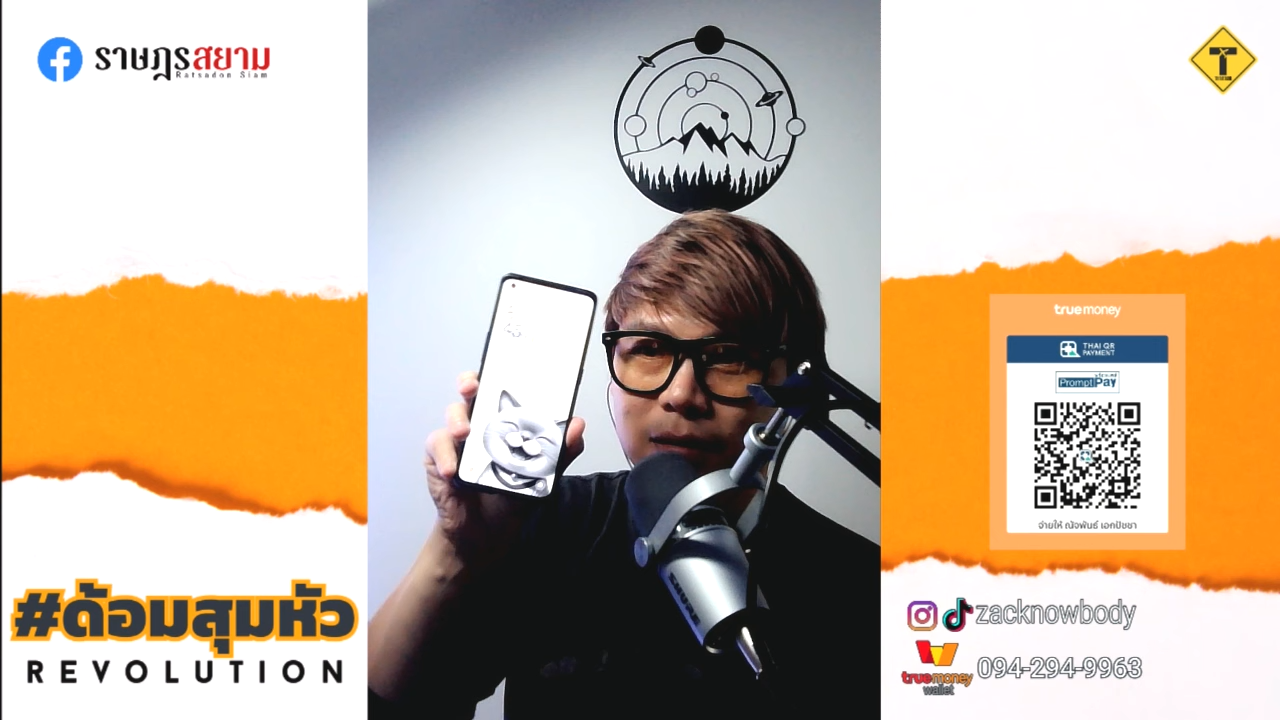 ราษฎรสยาม
Ratsadon Siam
T
truemoney
THAI QR
PAYMENT
PromptPay
จ่ายให้ ณัจพันธ์ เอกปัชชา
SHURE
#ด้อมสุมหัว
REVOLUTION
zacknowbody
094-294-9963
truemoney
wallet